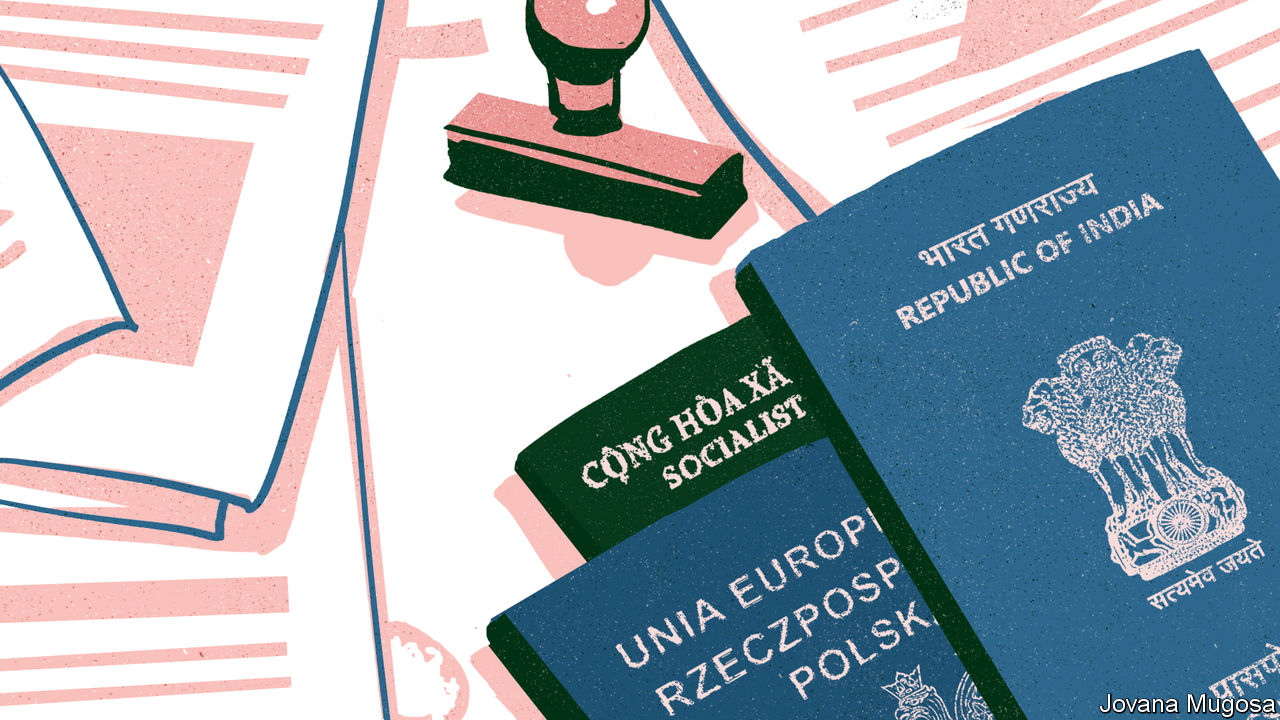 भारत गणराज्य
REPUBLIC OF INDIA
सत्यमेव जयते
CỘNG HÒA XÃ
SOCIALIST
UNIA EUROP
RZECZPOSP
POLSK
Jovana Mugosa